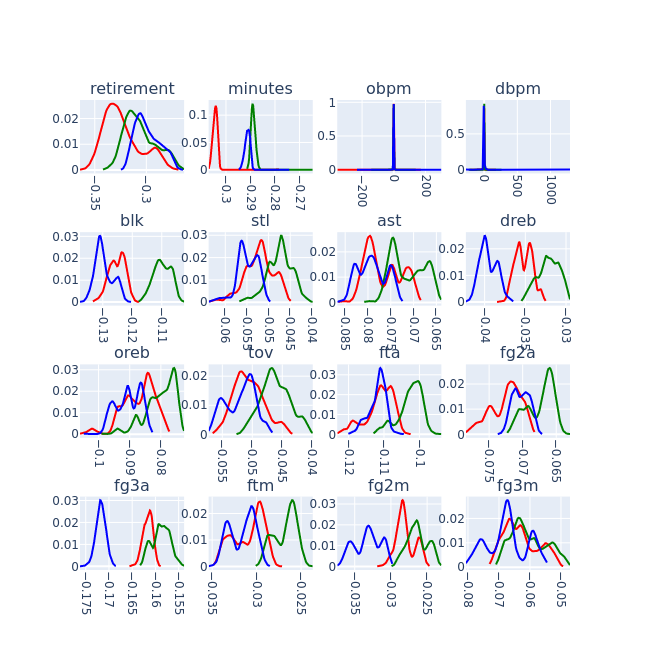 retirement minutes obpm dbpm
0.02 0.01 0 −0.35 −0.3
0.1 0.05 0 −0.3 −0.29 −0.28 −0.27
1 0.5 0 −200 0 200
0.5 0 0 500 1000
blk stl ast dreb
0.03 0.02 0.01 0 −0.13 −0.12 −0.11
0.03 0.02 0.01 0 −0.06 −0.05 −0.045 −0.04
0.02 0.01 0 −0.085 −0.08 −0.07 −0.065
0.02 0.01 0 −0.04 −0.03
oreb tov fta fg2a
0.03 0.02 0.01 0 −0.1 −0.09 −0.08
0.02 0.01 0 −0.055 −0.05 −0.045 −0.04
0.03 0.02 0.01 0 −0.12 −0.11 −0.1
0.02 0.01 0 −0.075 −0.07 −0.065
fg3a ftm fg2m fg3m
0.03 0.02 0.01 0 −0.175 −0.17 −0.165 −0.16 −0.155
0.02 0.01 0 −0.035 −0.03 −0.025
0.03 0.02 0.01 0 −0.035 −0.03 −0.025
0.02 0.01 0 −0.08 −0.07 −0.06 −0.05